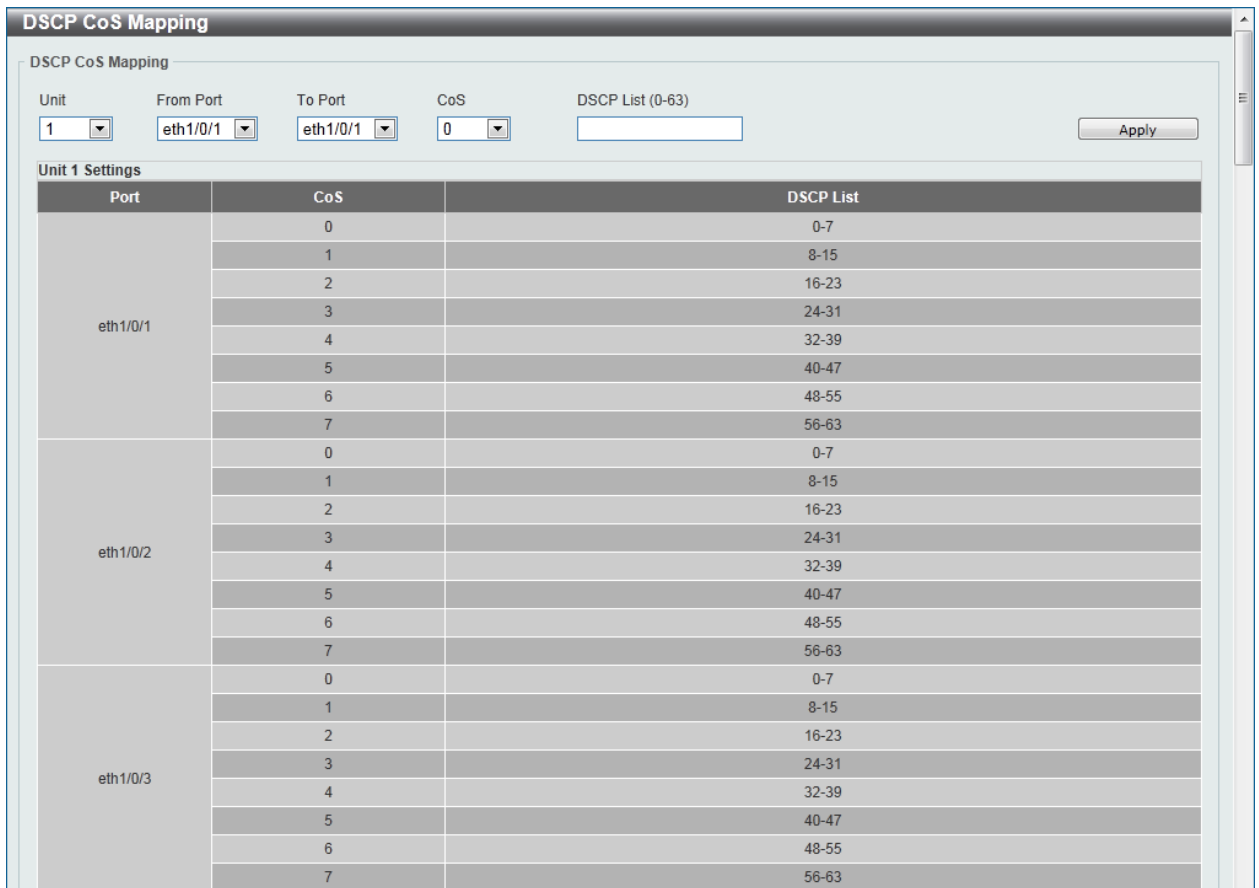 DSCP CoS Mapping
DSCP CoS Mapping
Unit From Port To Port CoS DSCP List (0-63)
1 eth1/0/1 eth1/0/1 0 Apply
Unit 1 Settings
Port CoS DSCP List
eth1/0/1
0 0-7
1 8-15
2 16-23
3 24-31
4 32-39
5 40-47
6 48-55
7 56-63
eth1/0/2
0 0-7
1 8-15
2 16-23
3 24-31
4 32-39
5 40-47
6 48-55
7 56-63
eth1/0/3
0 0-7
1 8-15
2 16-23
3 24-31
4 32-39
5 40-47
6 48-55
7 56-63